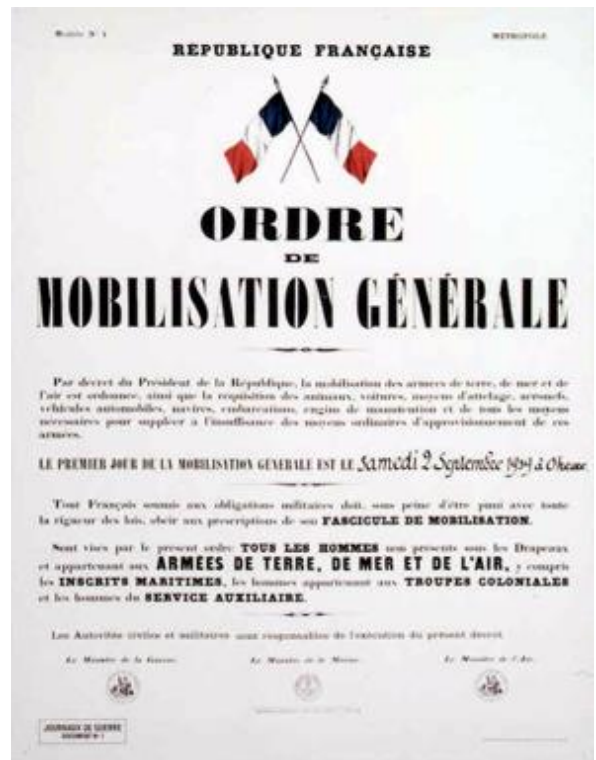 Modèle N° 1
MÉTROPOLE
RÉPUBLIQUE FRANÇAISE
ORDRE
DE
MOBILISATION GÉNÉRALE
Par décret du Président de la République, la mobilisation des armées de terre, de mer et de
l'air est ordonnée, ainsi que la réquisition des animaux, voitures, moyens d'attelage, aéronefs,
véhicules automobiles, navires, embarcations, engins de manutention et de tous les moyens
nécessaires pour suppléer à l'insuffisance des moyens ordinaires d'approvisionnement de ces
armées.
LE PREMIER JOUR DE LA MOBILISATION GÉNÉRALE EST LE Samedi 2 Septembre 1939 à 0 heure
Tout Français soumis aux obligations militaires doit, sous peine d'être puni avec toute
la rigueur des lois, obéir aux prescriptions de son FASCICULE DE MOBILISATION.
Sont visés par le présent ordre TOUS LES HOMMES non présents sous les Drapeaux
et appartenant aux ARMÉES DE TERRE, DE MER ET DE L'AIR, y compris
les INSCRITS MARITIMES, les hommes appartenant aux TROUPES COLONIALES
et les hommes du SERVICE AUXILIAIRE.
Les Autorités civiles et militaires sont responsables de l'exécution du présent décret.
Le Ministre de la Guerre, Le Ministre de la Marine, Le Ministre de l'Air,
JOURNAUX DE GUERRE
DOCUMENT N° 1